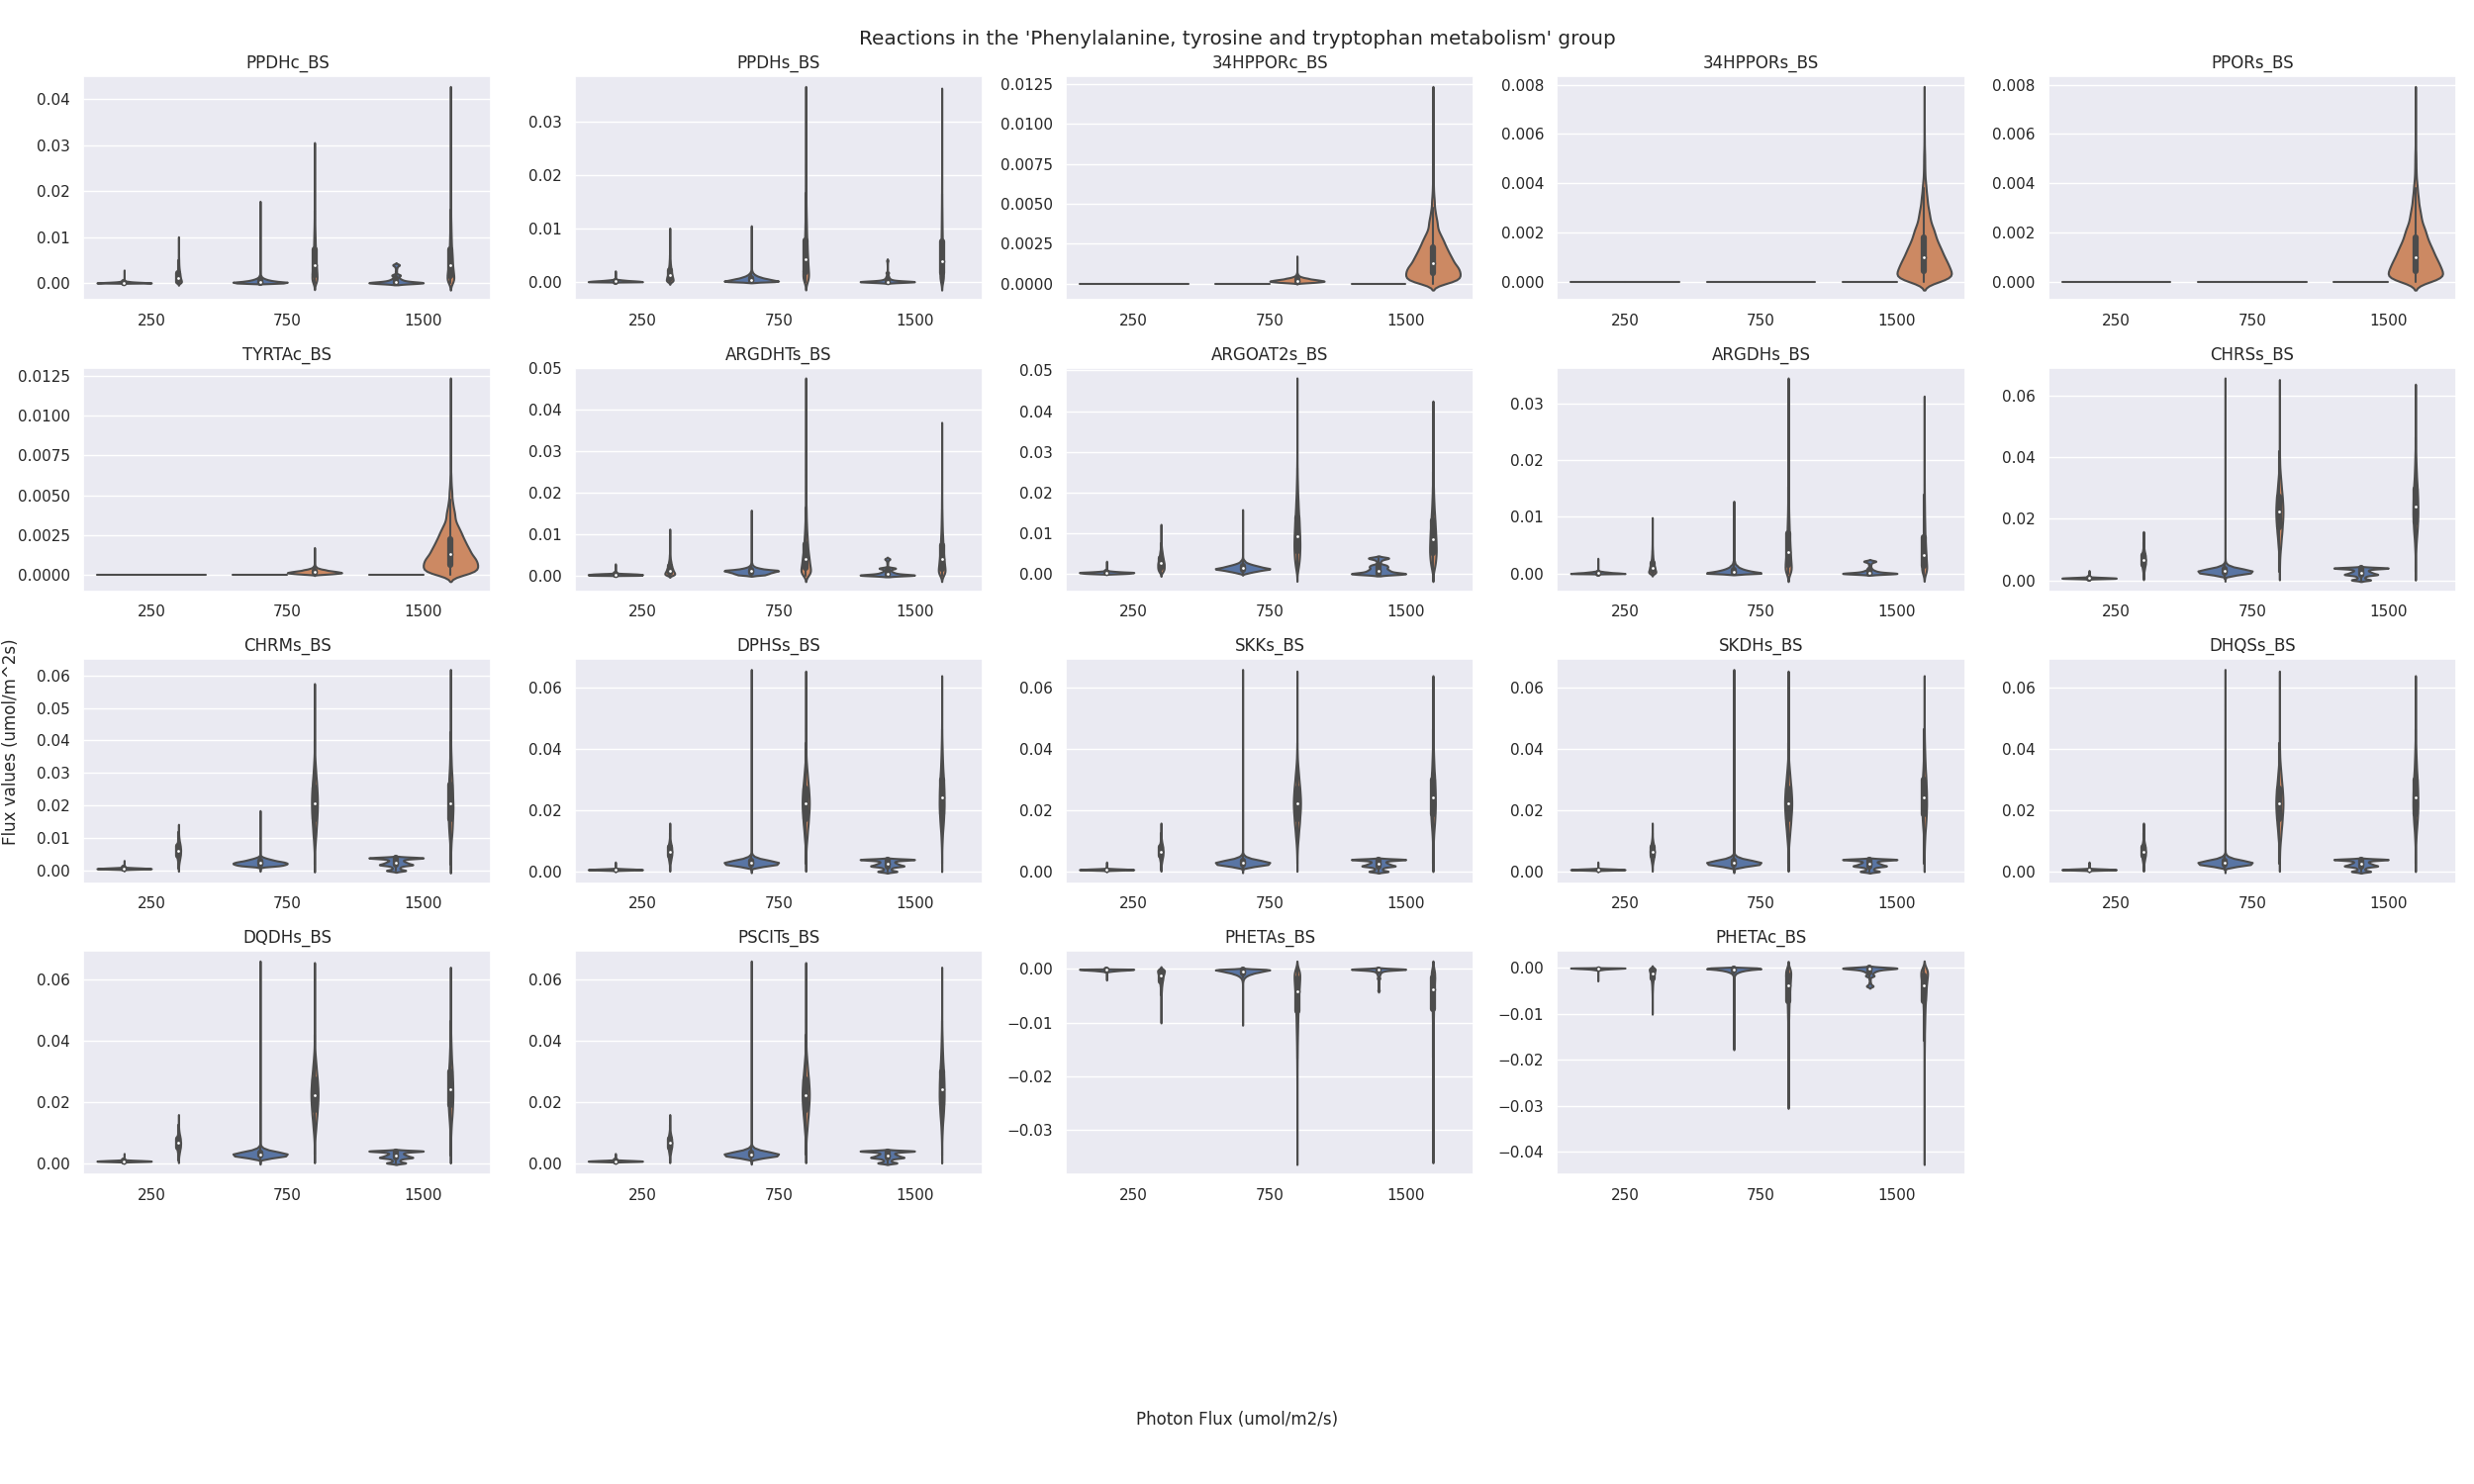 Reactions in the 'Phenylalanine, tyrosine and tryptophan metabolism' group
PPDHc_BS
0.04
0.03
0.02
0.01
0.00
250 750 1500
PPDHs_BS
0.03
0.02
0.01
0.00
250 750 1500
34HPPORc_BS
0.0125
0.0100
0.0075
0.0050
0.0025
0.0000
250 750 1500
34HPPORs_BS
0.008
0.006
0.004
0.002
0.000
250 750 1500
PPORs_BS
0.008
0.006
0.004
0.002
0.000
250 750 1500
TYRTAc_BS
0.0125
0.0100
0.0075
0.0050
0.0025
0.0000
250 750 1500
ARGDHTs_BS
0.05
0.04
0.03
0.02
0.01
0.00
250 750 1500
ARGOAT2s_BS
0.05
0.04
0.03
0.02
0.01
0.00
250 750 1500
ARGDHs_BS
0.03
0.02
0.01
0.00
250 750 1500
CHRSs_BS
0.06
0.04
0.02
0.00
250 750 1500
Flux values (umol/m^2s)
CHRMs_BS
0.06
0.05
0.04
0.03
0.02
0.01
0.00
250 750 1500
DPHSs_BS
0.06
0.04
0.02
0.00
250 750 1500
SKKs_BS
0.06
0.04
0.02
0.00
250 750 1500
SKDHs_BS
0.06
0.04
0.02
0.00
250 750 1500
DHQSs_BS
0.06
0.04
0.02
0.00
250 750 1500
DQDHs_BS
0.06
0.04
0.02
0.00
250 750 1500
PSCITs_BS
0.06
0.04
0.02
0.00
250 750 1500
PHETAs_BS
0.00
−0.01
−0.02
−0.03
250 750 1500
PHETAc_BS
0.00
−0.01
−0.02
−0.03
−0.04
250 750 1500
Photon Flux (umol/m2/s)